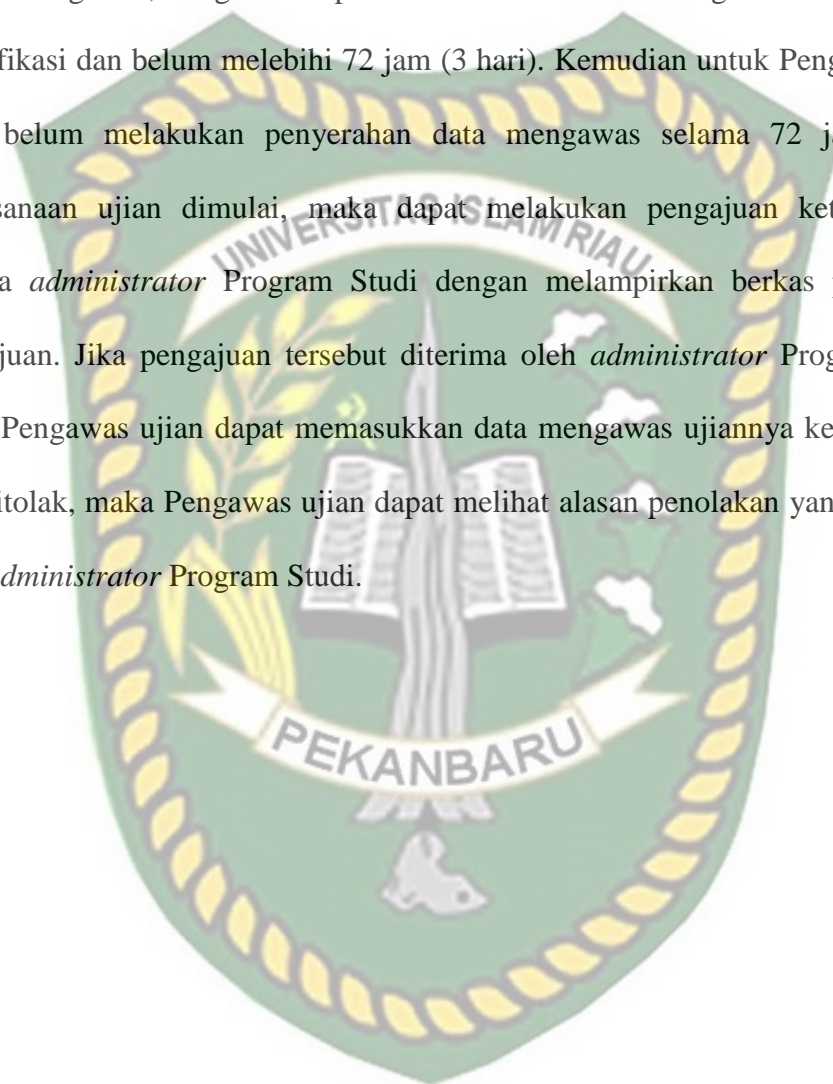 fikasi dan belum melebihi 72 jam (3 hari). Kemudian untuk Peng
belum melakukan penyerahan data mengawas selama 72 j
sanaan ujian dimulai, maka dapat melakukan pengajuan ket
a administrator Program Studi dengan melampirkan berkas
juan. Jika pengajuan tersebut diterima oleh administrator Prog
Pengawas ujian dapat memasukkan data mengawas ujiannya ke
itolak, maka Pengawas ujian dapat melihat alasan penolakan yan
dministrator Program Studi.
UNIVERSITAS ISLAM RIAU
PEKANBARU